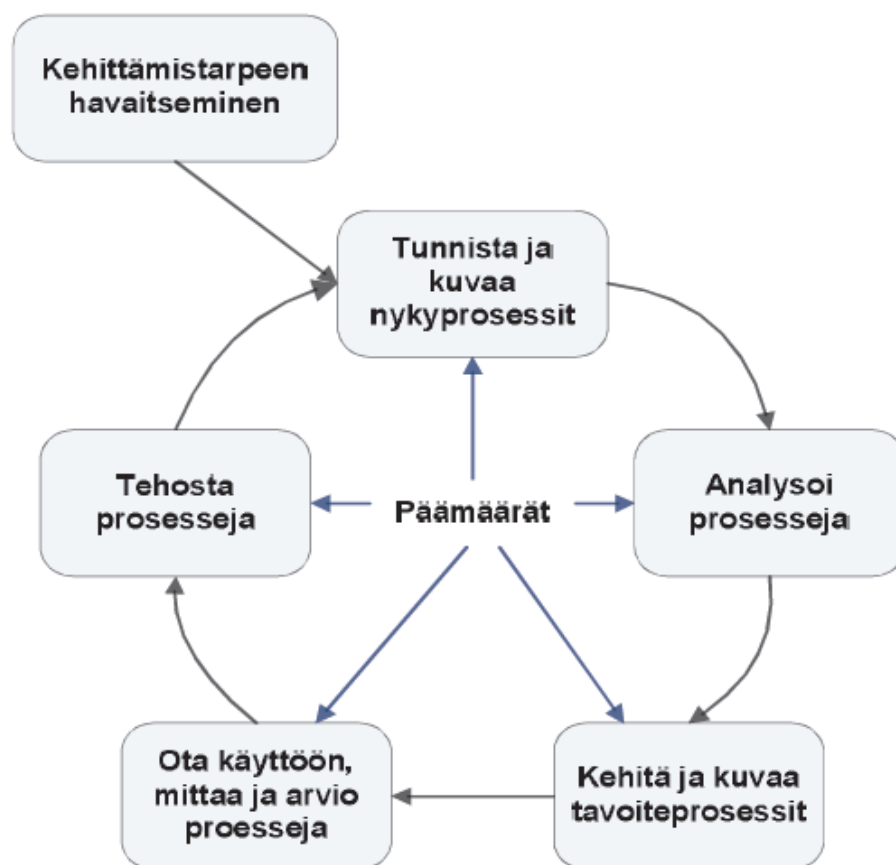 Kehittämistarpeen
havaitseminen
Tunnista ja
kuvaa
nykyprosessit
Tehosta
prosesseja
Päämäärät
Analysoi
prosesseja
Ota käyttöön,
mittaa ja arvio
proesseja
Kehitä ja kuvaa
tavoiteprosessit